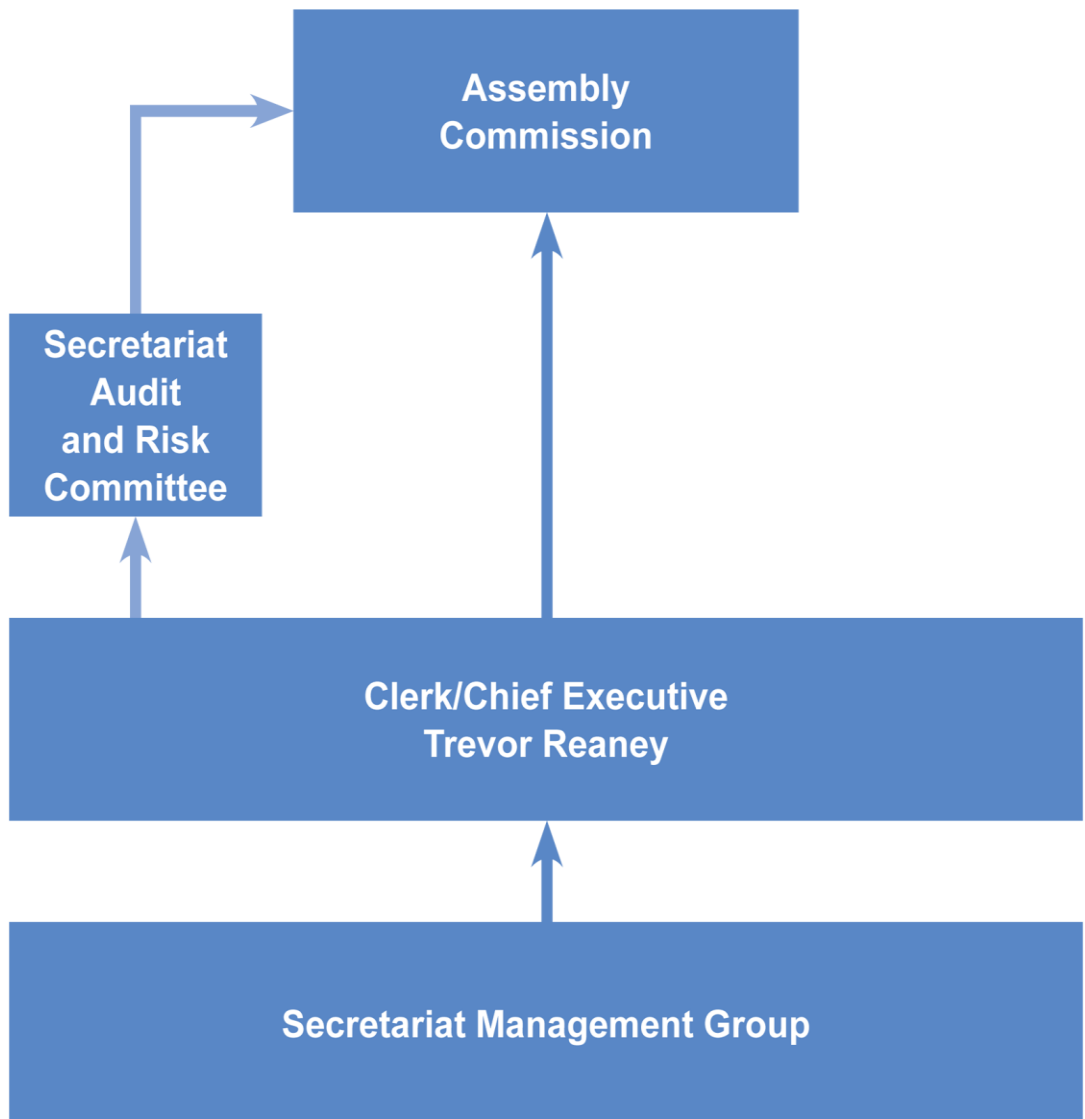 Assembly
Commission
Secretariat
Audit
and Risk
Committee
Clerk/Chief Executive
Trevor Reaney
Secretariat Management Group